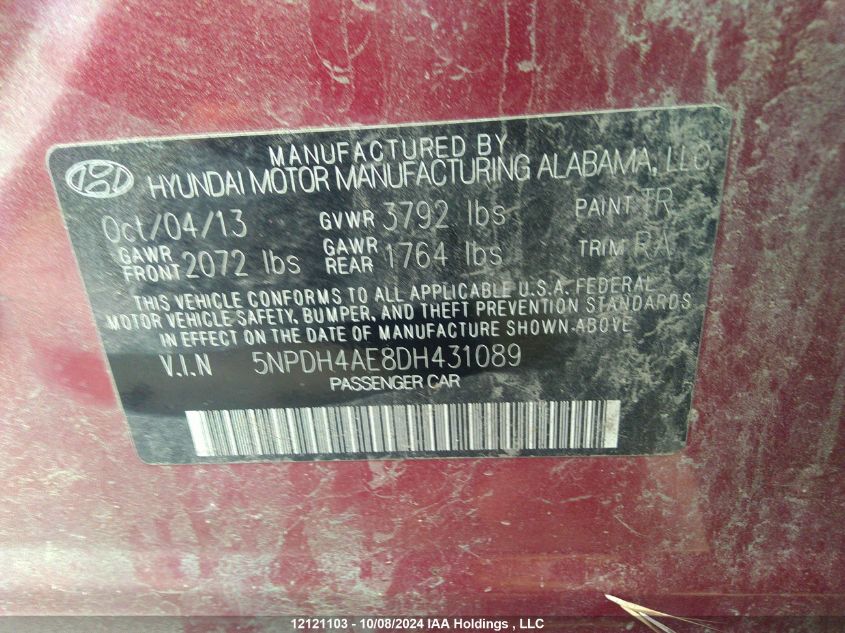 MANUFACTURED BY
HYUNDAI MOTOR MANUFACTURING ALABAMA, LLC
Oct/04/13 GVWR 3792 lbs PAINT TR
GAWR FRONT 2072 lbs GAWR REAR 1764 lbs TRIM RA
THIS VEHICLE CONFORMS TO ALL APPLICABLE U.S.A. FEDERAL
MOTOR VEHICLE SAFETY, BUMPER, AND THEFT PREVENTION STANDARDS
IN EFFECT ON THE DATE OF MANUFACTURE SHOWN ABOVE
V.I.N 5NPDH4AE8DH431089
PASSENGER CAR
12121103 - 10/08/2024 IAA Holdings , LLC